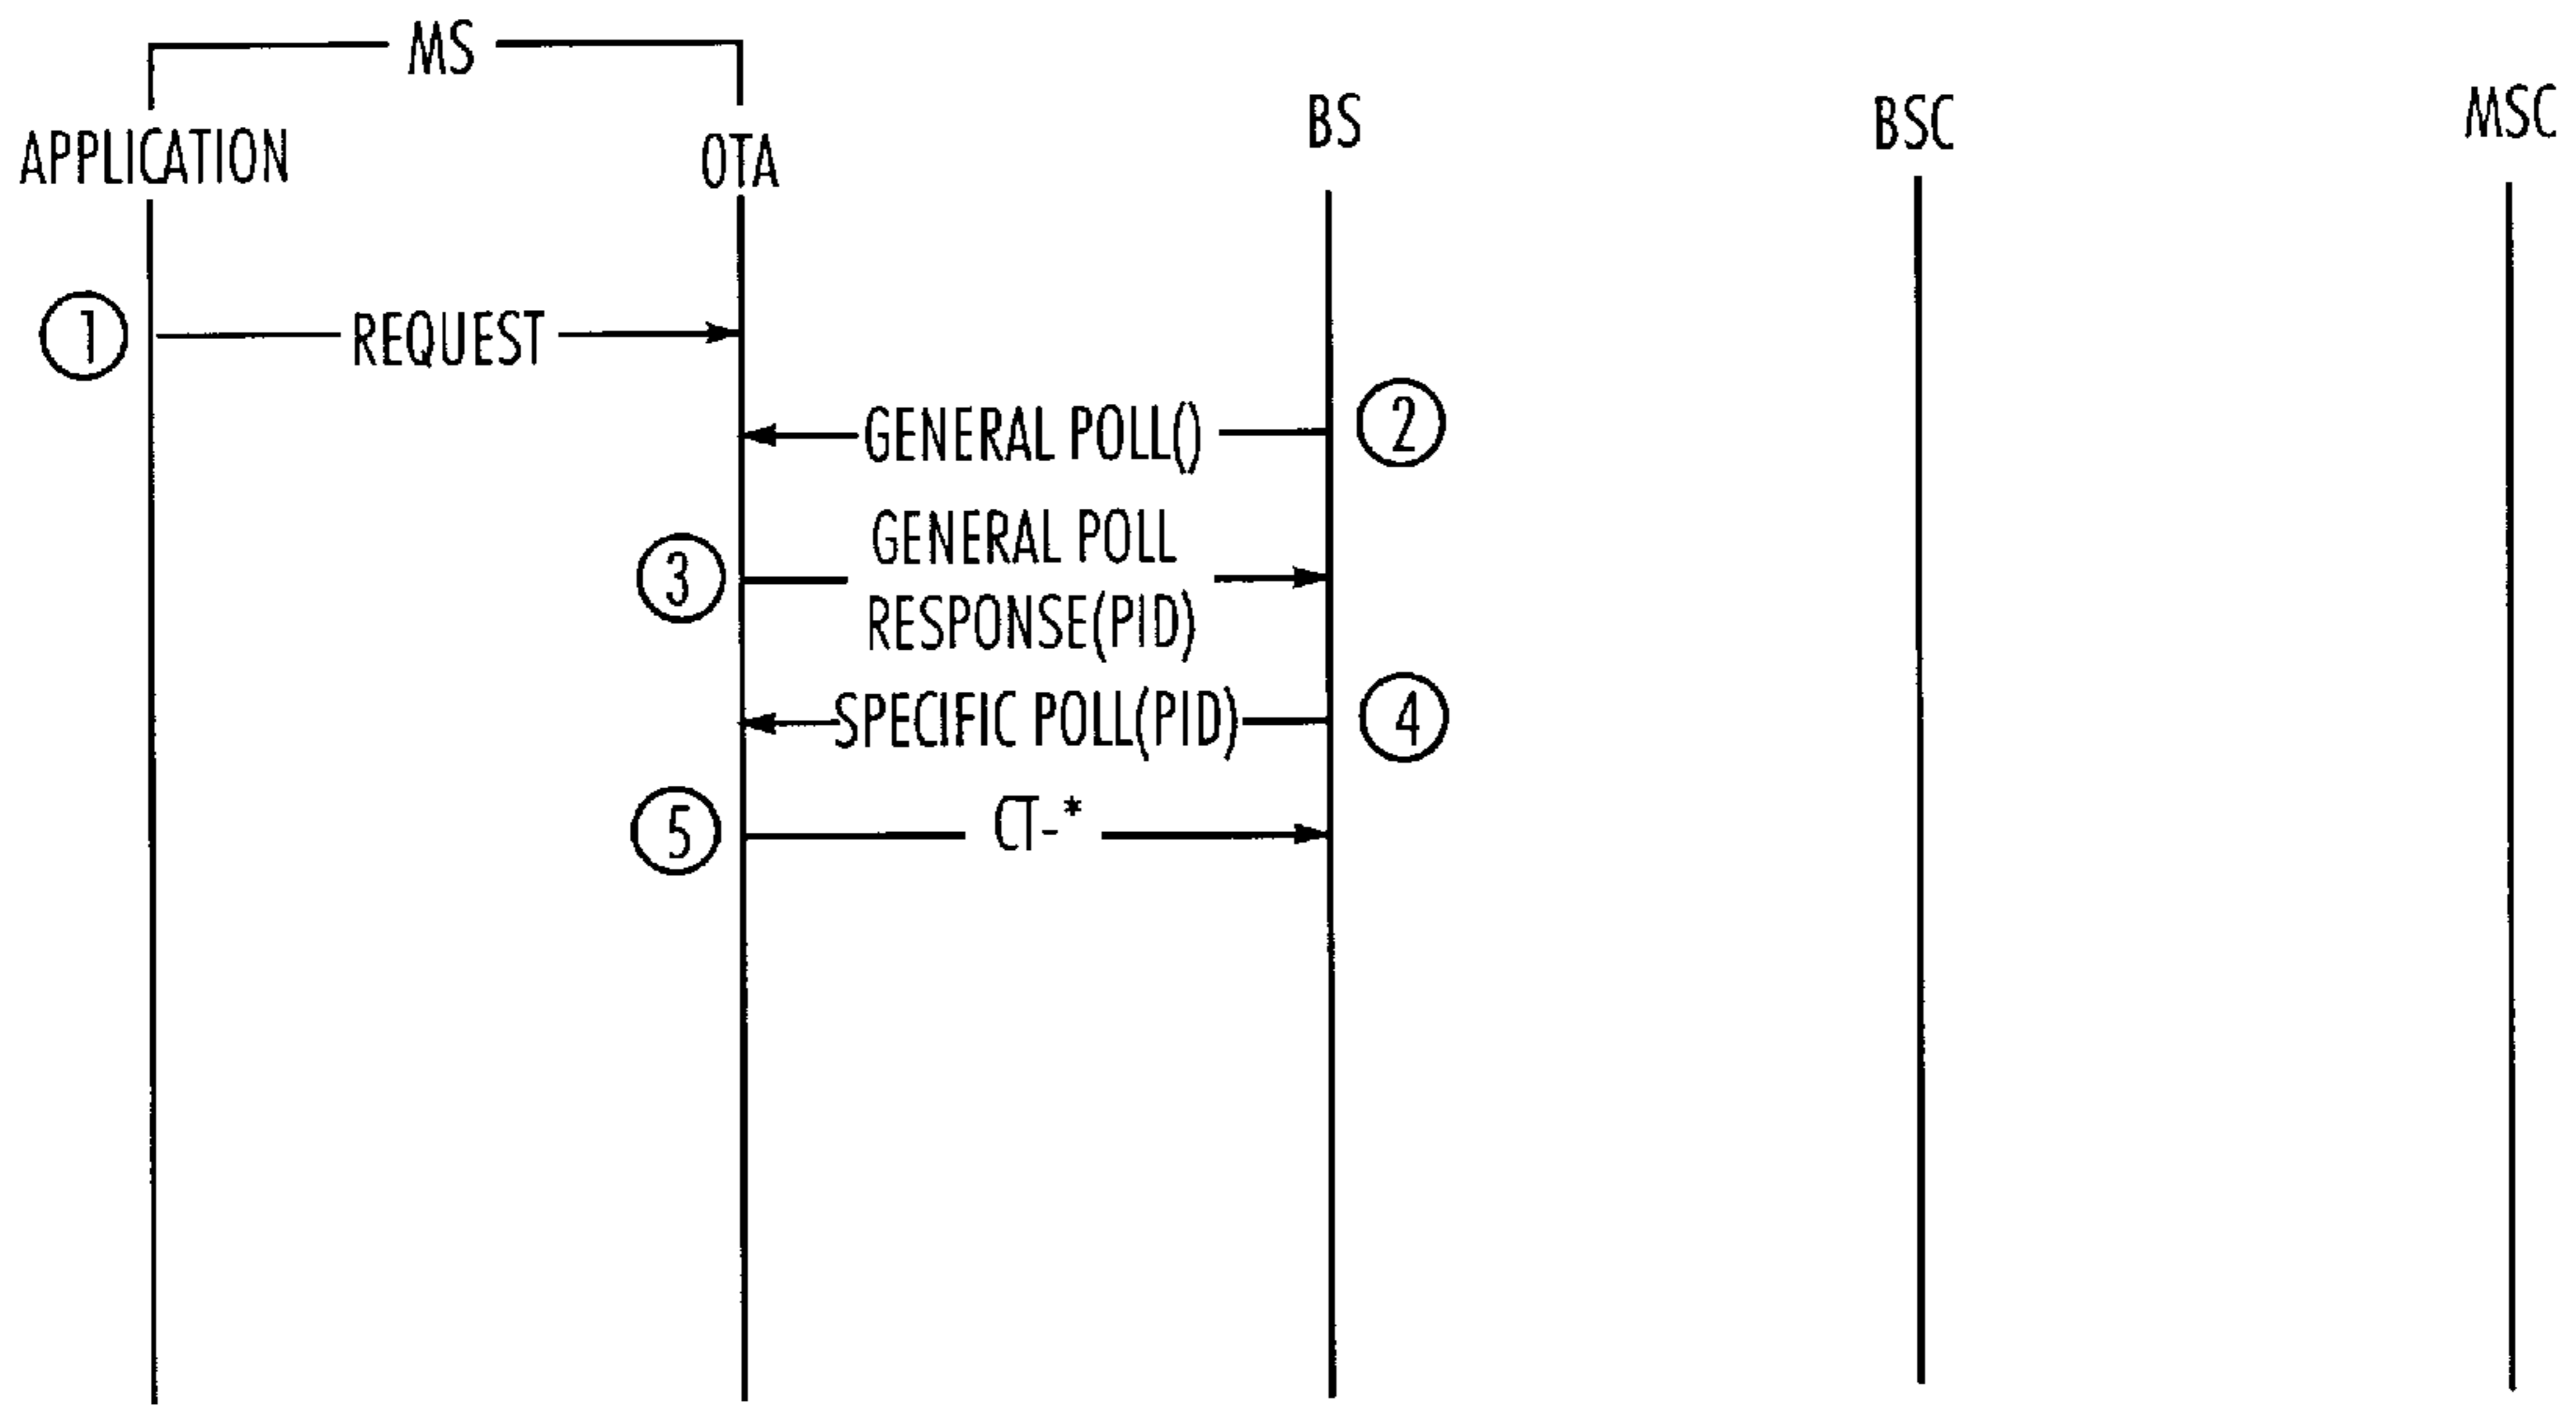 MS
APPLICATION
OTA
BS
BSC
MSC
1
REQUEST
GENERAL POLL()
2
GENERAL POLL
3
RESPONSE(PID)
SPECIFIC POLL(PID)
4
5
CT-*